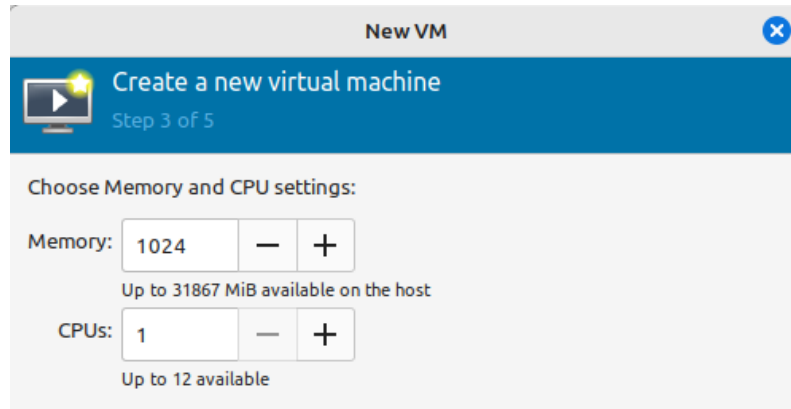 New VM
Create a new virtual machine
Step 3 of 5
Choose Memory and CPU settings:
Memory: 1024 − +
Up to 31867 MiB available on the host
CPUs: 1 − +
Up to 12 available